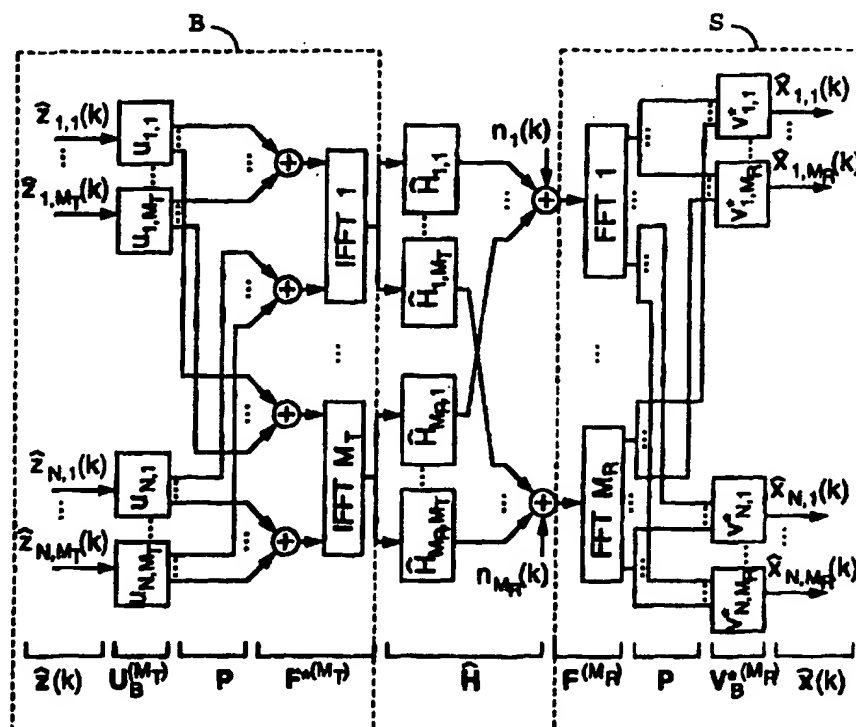 B
S
ẑ1,1(k)
u1,1
ẑ1,MT(k)
u1,MT
IFFT 1
Ĥ1,1
Ĥ1,MT
n1(k)
FFT 1
V*1,1
x̂1,1(k)
V*1,MR
x̂1,MR(k)
ẑN,1(k)
uN,1
ẑN,MT(k)
uN,MT
IFFT MT
ĤMR,1
ĤMR,MT
nMR(k)
FFT MR
V*N,1
x̂N,1(k)
V*N,MR
x̂N,MR(k)
ẑ(k) UB(MT) P F*(MT) Ĥ F(MR) P VB*(MR) x̂(k)